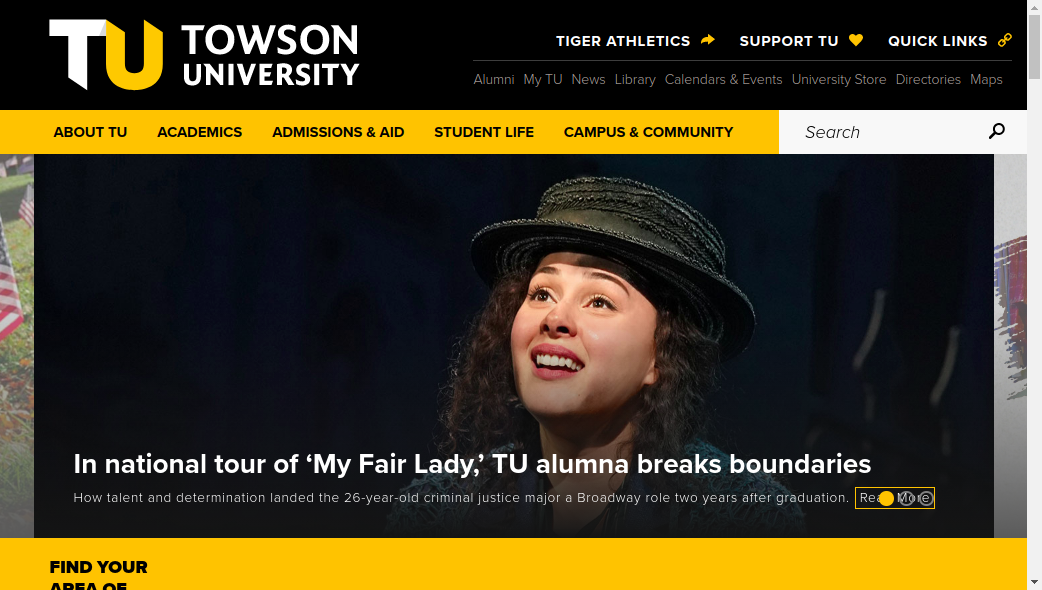 TU TOWSON
UNIVERSITY
TIGER ATHLETICS SUPPORT TU QUICK LINKS
Alumni My TU News Library Calendars & Events University Store Directories Maps
ABOUT TU ACADEMICS ADMISSIONS & AID STUDENT LIFE CAMPUS & COMMUNITY Search
In national tour of ‘My Fair Lady,’ TU alumna breaks boundaries
How talent and determination landed the 26-year-old criminal justice major a Broadway role two years after graduation. Read More
FIND YOUR
AREA OF